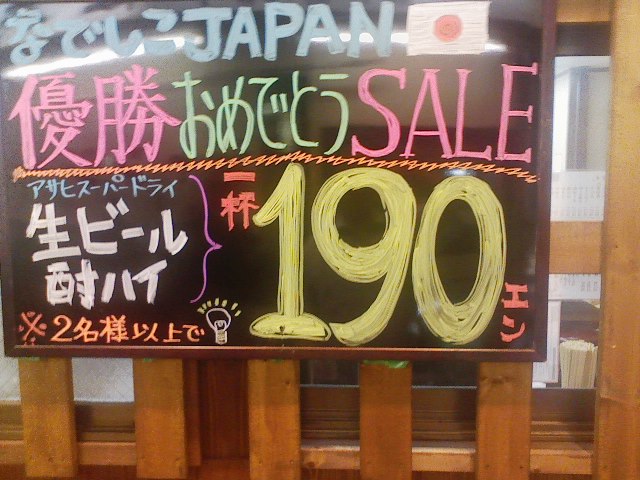 なでしこJAPAN
優勝おめでとうSALE
アサヒスーパードライ
生ビール
酎ハイ
一杯
190
エン
※2名様以上で